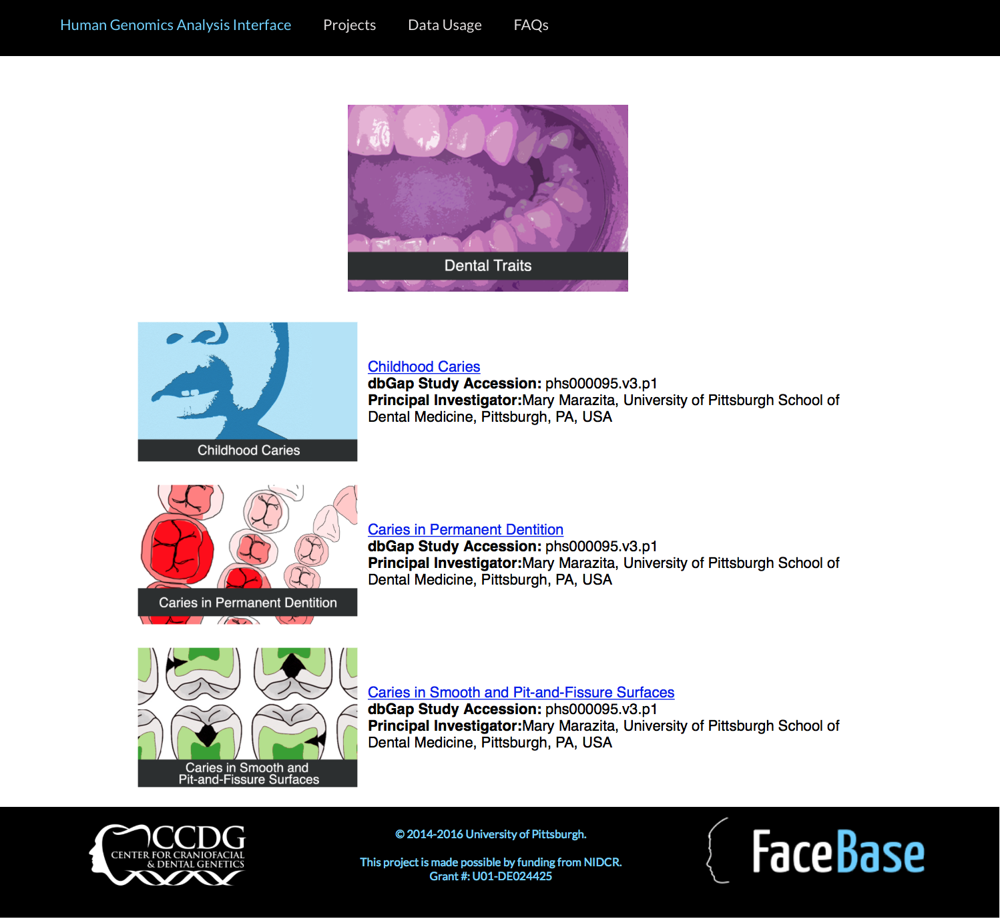 Human Genomics Analysis Interface Projects Data Usage FAQs
Dental Traits
Childhood Caries
Childhood Caries
dbGap Study Accession: phs000095.v3.p1
Principal Investigator:Mary Marazita, University of Pittsburgh School of
Dental Medicine, Pittsburgh, PA, USA
Caries in Permanent Dentition
Caries in Permanent Dentition
dbGap Study Accession: phs000095.v3.p1
Principal Investigator:Mary Marazita, University of Pittsburgh School of
Dental Medicine, Pittsburgh, PA, USA
Caries in Smooth and
Pit-and-Fissure Surfaces
Caries in Smooth and Pit-and-Fissure Surfaces
dbGap Study Accession: phs000095.v3.p1
Principal Investigator:Mary Marazita, University of Pittsburgh School of
Dental Medicine, Pittsburgh, PA, USA
CCDG
CENTER FOR CRANIOFACIAL
& DENTAL GENETICS
© 2014-2016 University of Pittsburgh.
This project is made possible by funding from NIDCR.
Grant #: U01-DE024425
FaceBase